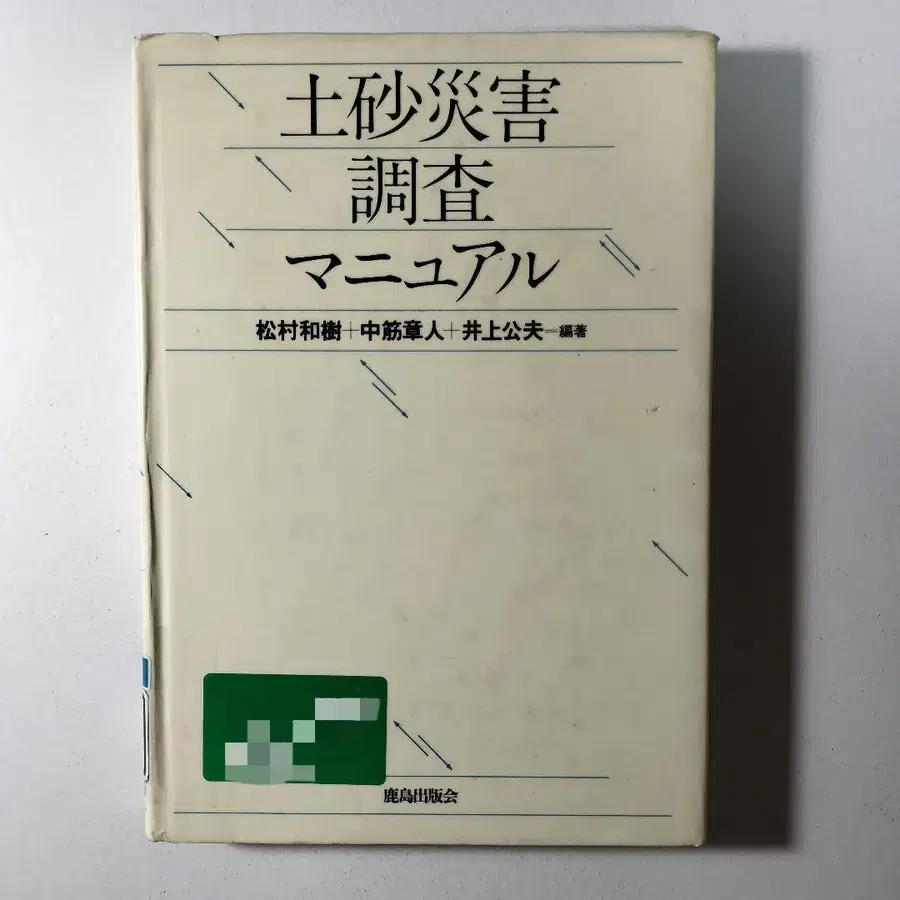 土砂災害
調査
マニュアル
松村和樹+中筋章人+井上公夫=編著
鹿島出版会